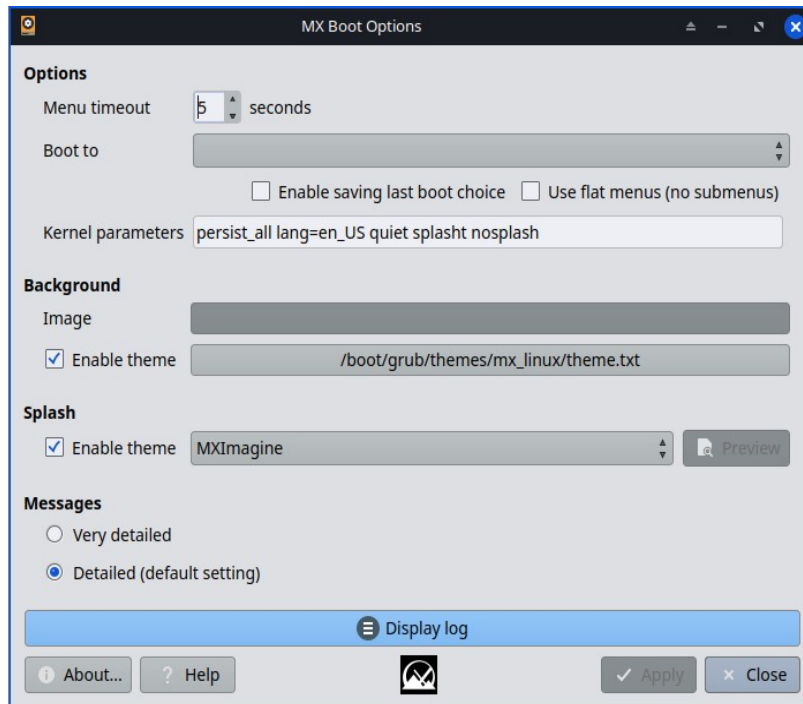 MX Boot Options
Options
Menu timeout 5 seconds
Boot to
Enable saving last boot choice Use flat menus (no submenus)
Kernel parameters persist_all lang=en_US quiet splasht nosplash
Background
Image
Enable theme /boot/grub/themes/mx_linux/theme.txt
Splash
Enable theme MXImagine Preview
Messages
Very detailed
Detailed (default setting)
Display log
About... ? Help Apply Close